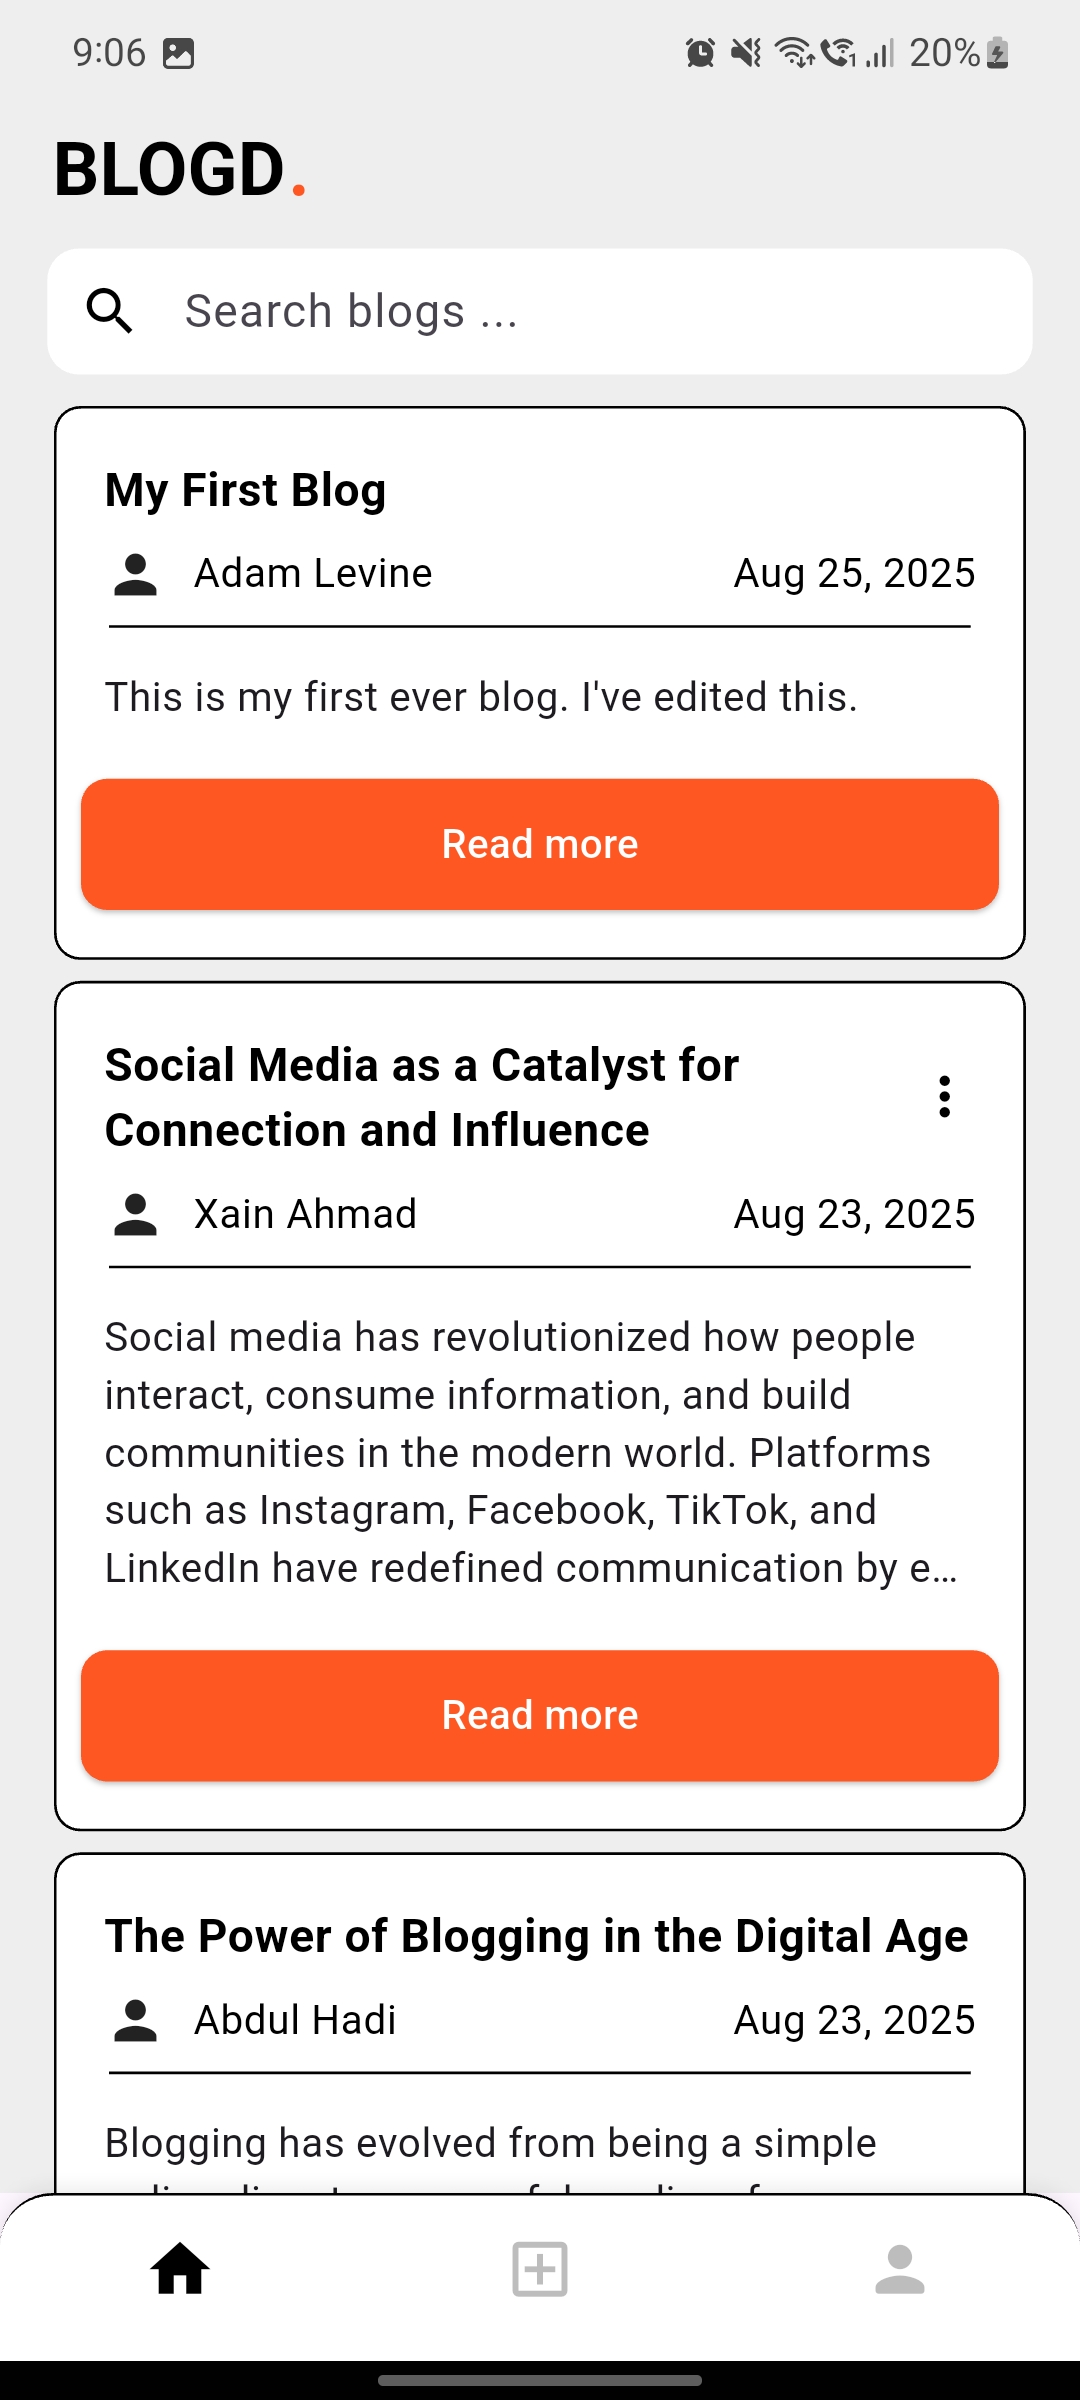 9:06
20%
BLOGD.
Search blogs ...
My First Blog
Adam Levine Aug 25, 2025
This is my first ever blog. I've edited this.
Read more
Social Media as a Catalyst for
Connection and Influence
Xain Ahmad Aug 23, 2025
Social media has revolutionized how people
interact, consume information, and build
communities in the modern world. Platforms
such as Instagram, Facebook, TikTok, and
LinkedIn have redefined communication by e…
Read more
The Power of Blogging in the Digital Age
Abdul Hadi Aug 23, 2025
Blogging has evolved from being a simple